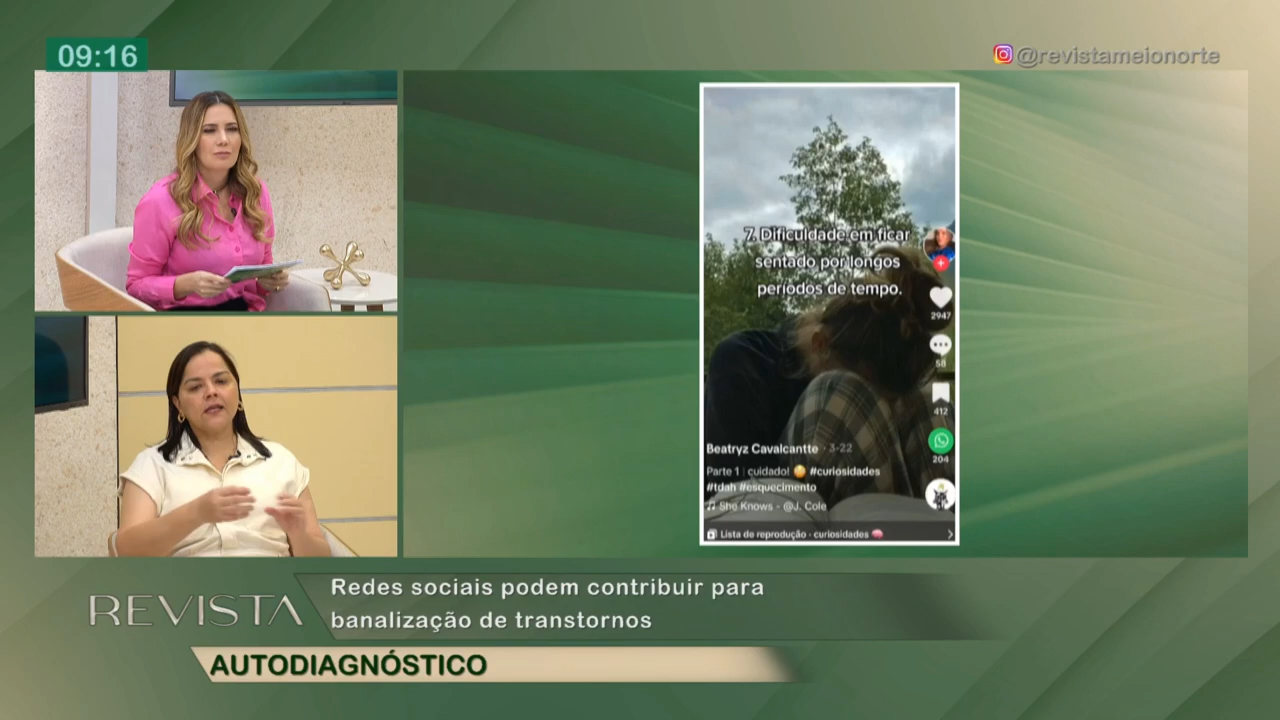 09:16
@revistameionorte
7. Dificuldade em ficar
sentado por longos
períodos de tempo.
2947
58
412
204
Beatryz Cavalcantte · 3-22
Parte 1 | cuidado! #curiosidades
#tdah #esquecimento
She Knows - @J. Cole
Lista de reprodução · curiosidades
REVISTA
Redes sociais podem contribuir para
banalização de transtornos
AUTODIAGNÓSTICO